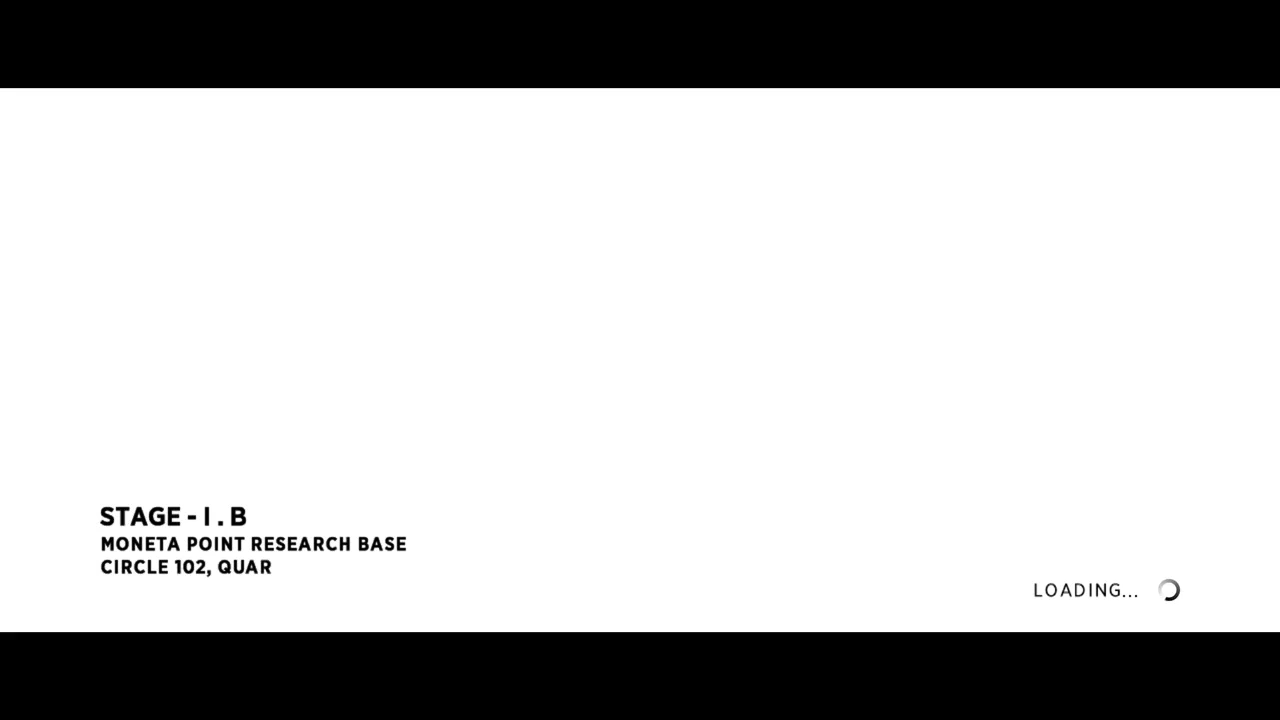 STAGE - I . B
MONETA POINT RESEARCH BASE
CIRCLE 102, QUAR
LOADING...